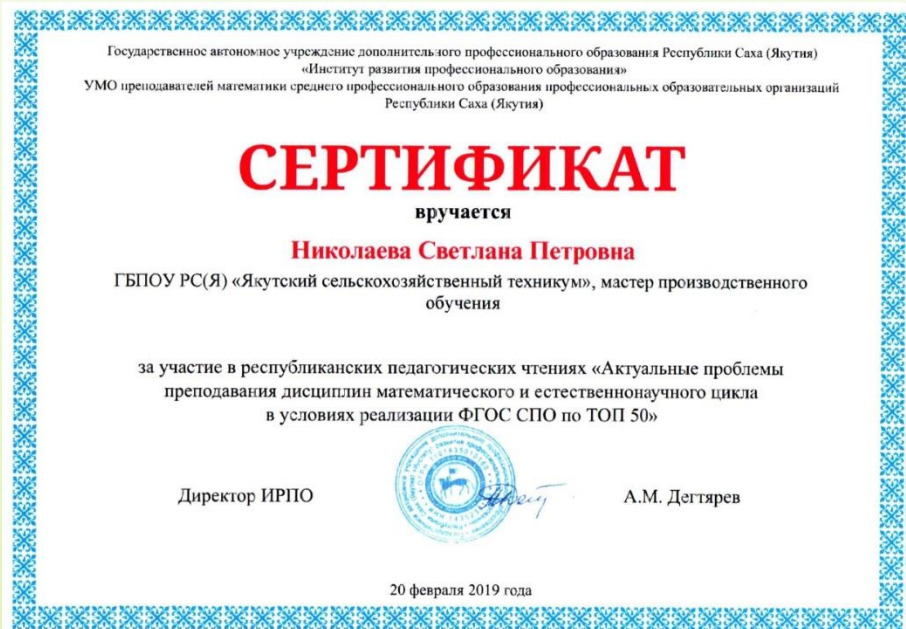 Государственное автономное учреждение дополнительного профессионального образования Республики Саха (Якутия)
«Институт развития профессионального образования»
УМО преподавателей математики среднего профессионального образования профессиональных образовательных организаций
Республики Саха (Якутия)
СЕРТИФИКАТ
вручается
Николаева Светлана Петровна
ГБПОУ РС(Я) «Якутский сельскохозяйственный техникум», мастер производственного
обучения
за участие в республиканских педагогических чтениях «Актуальные проблемы
преподавания дисциплин математического и естественнонаучного цикла
в условиях реализации ФГОС СПО по ТОП 50»
Директор ИРПО
А.М. Дегтярев
20 февраля 2019 года